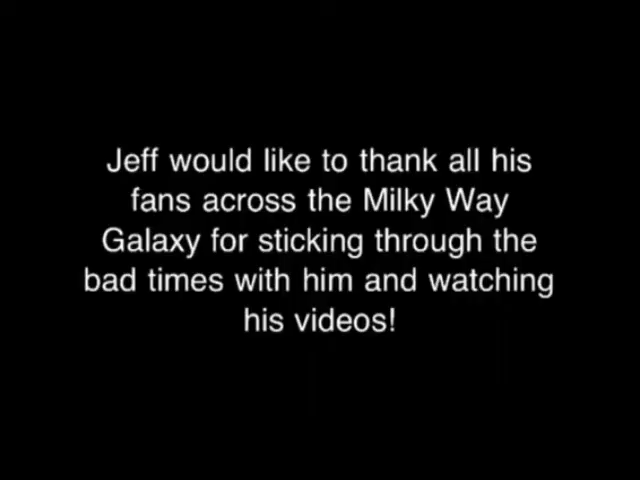 Jeff would like to thank all his
fans across the Milky Way
Galaxy for sticking through the
bad times with him and watching
his videos!